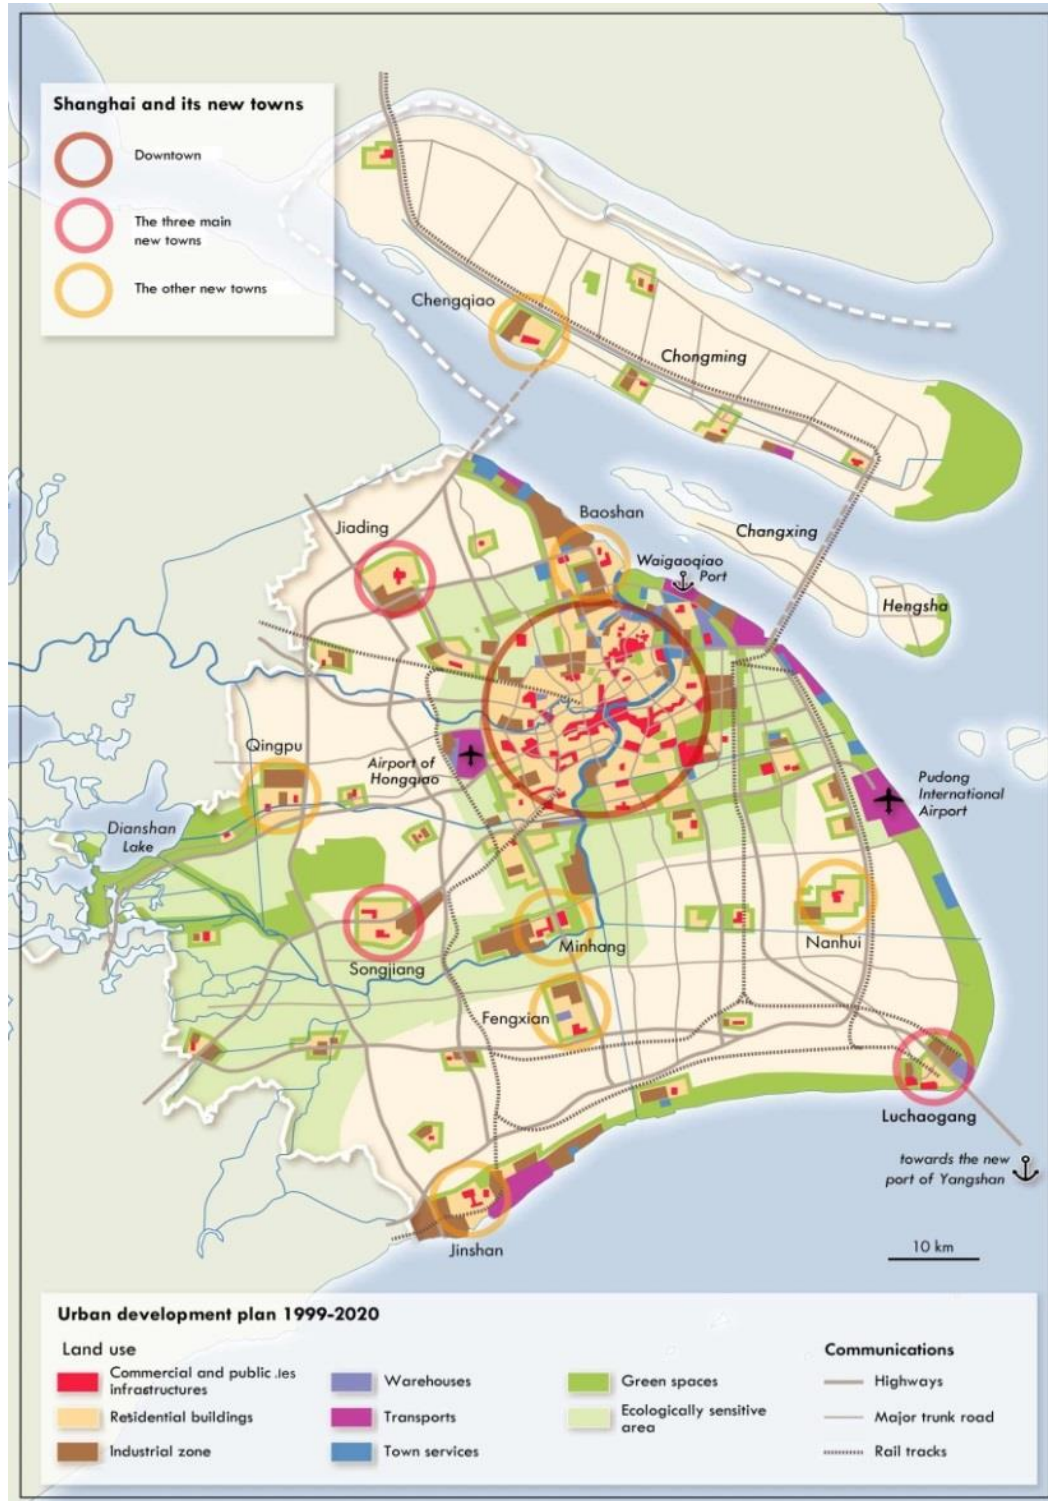 Shanghai and its new towns
Downtown
The three main
new towns
The other new towns
Chengqiao
Chongming
Baoshan
Jiading
Changxing
Waigaoqiao
Port
Hengsha
Qingpu
Airport of
Hongqiao
Pudong
International
Airport
Dianshan
Lake
Nanhui
Minhang
Songjiang
Fengxian
Luchaogang
towards the new
port of Yangshan
Jinshan
10 km
Urban development plan 1999-2020
Land use
Commercial and public .les
infrastructures
Residential buildings
Industrial zone
Warehouses
Transports
Town services
Green spaces
Ecologically sensitive
area
Communications
Highways
Major trunk road
Rail tracks